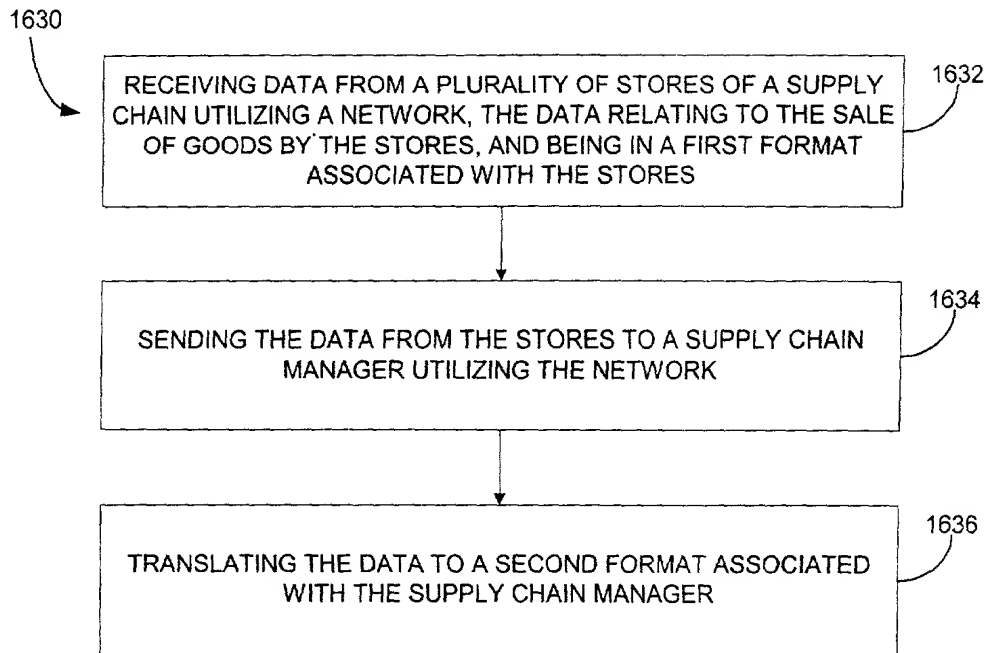 1630
RECEIVING DATA FROM A PLURALITY OF STORES OF A SUPPLY
CHAIN UTILIZING A NETWORK, THE DATA RELATING TO THE SALE
OF GOODS BY THE STORES, AND BEING IN A FIRST FORMAT
ASSOCIATED WITH THE STORES
1632
SENDING THE DATA FROM THE STORES TO A SUPPLY CHAIN
MANAGER UTILIZING THE NETWORK
1634
TRANSLATING THE DATA TO A SECOND FORMAT ASSOCIATED
WITH THE SUPPLY CHAIN MANAGER
1636